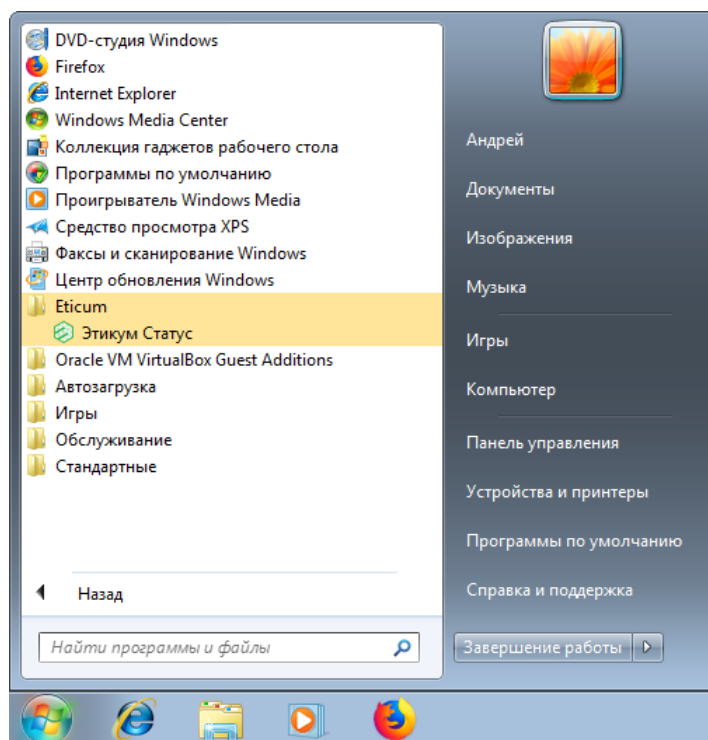 DVD-студия Windows
Firefox
Internet Explorer
Windows Media Center
Коллекция гаджетов рабочего стола
Программы по умолчанию
Проигрыватель Windows Media
Средство просмотра XPS
Факсы и сканирование Windows
Центр обновления Windows
Eticum
Этикум Статус
Oracle VM VirtualBox Guest Additions
Автозагрузка
Игры
Обслуживание
Стандартные
Назад
Найти программы и файлы
Андрей
Документы
Изображения
Музыка
Игры
Компьютер
Панель управления
Устройства и принтеры
Программы по умолчанию
Справка и поддержка
Завершение работы